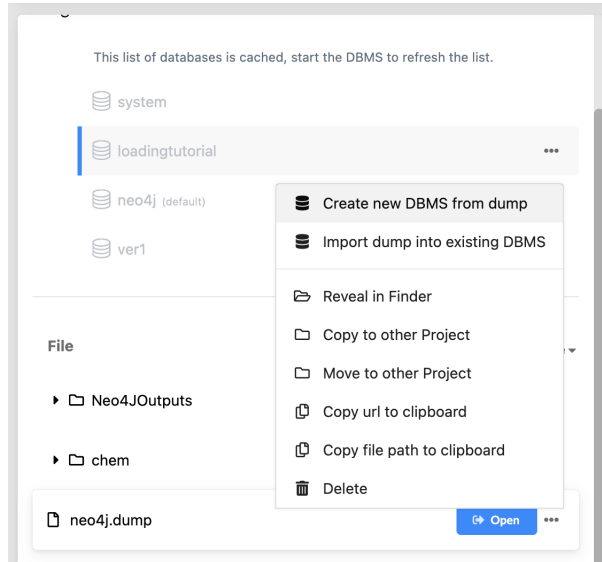 This list of databases is cached, start the DBMS to refresh the list.
system
loadingtutorial
neo4j (default)
ver1
Create new DBMS from dump
Import dump into existing DBMS
Reveal in Finder
Copy to other Project
Move to other Project
Copy url to clipboard
Copy file path to clipboard
Delete
File
Neo4JOutputs
chem
neo4j.dump
Open